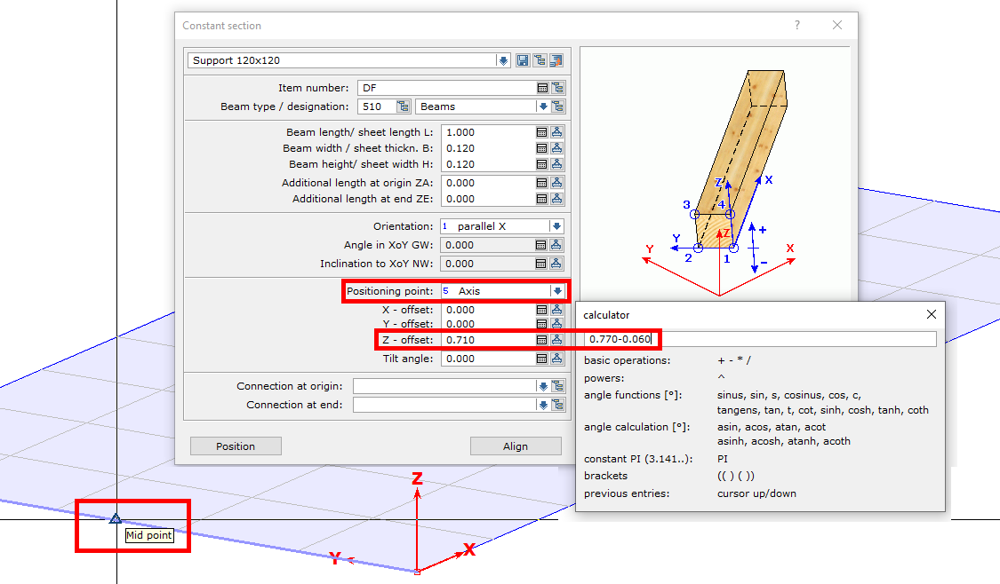 Constant section
?
Support 120x120
Item number: DF
Beam type / designation: 510 Beams
Beam length/ sheet length L: 1.000
Beam width / sheet thickn. B: 0.120
Beam height/ sheet width H: 0.120
Additional length at origin ZA: 0.000
Additional length at end ZE: 0.000
Orientation: 1 parallel X
Angle in XoY GW: 0.000
Inclination to XoY NW: 0.000
Positioning point: 5 Axis
X - offset: 0.000
Y - offset: 0.000
Z - offset: 0.710
Tilt angle: 0.000
Connection at origin:
Connection at end:
Position
Align
Z X
3 4
+
Y Z
Y X
2 1
-
calculator
0.770-0.060
basic operations: + - * /
powers: ^
angle functions [°]: sinus, sin, s, cosinus, cos, c,
tangens, tan, t, cot, sinh, cosh, tanh, coth
angle calculation [°]: asin, acos, atan, acot
asinh, acosh, atanh, acoth
constant PI (3.141..): PI
brackets (( ) ( ))
previous entries: cursor up/down
Z
Mid point
Y
X